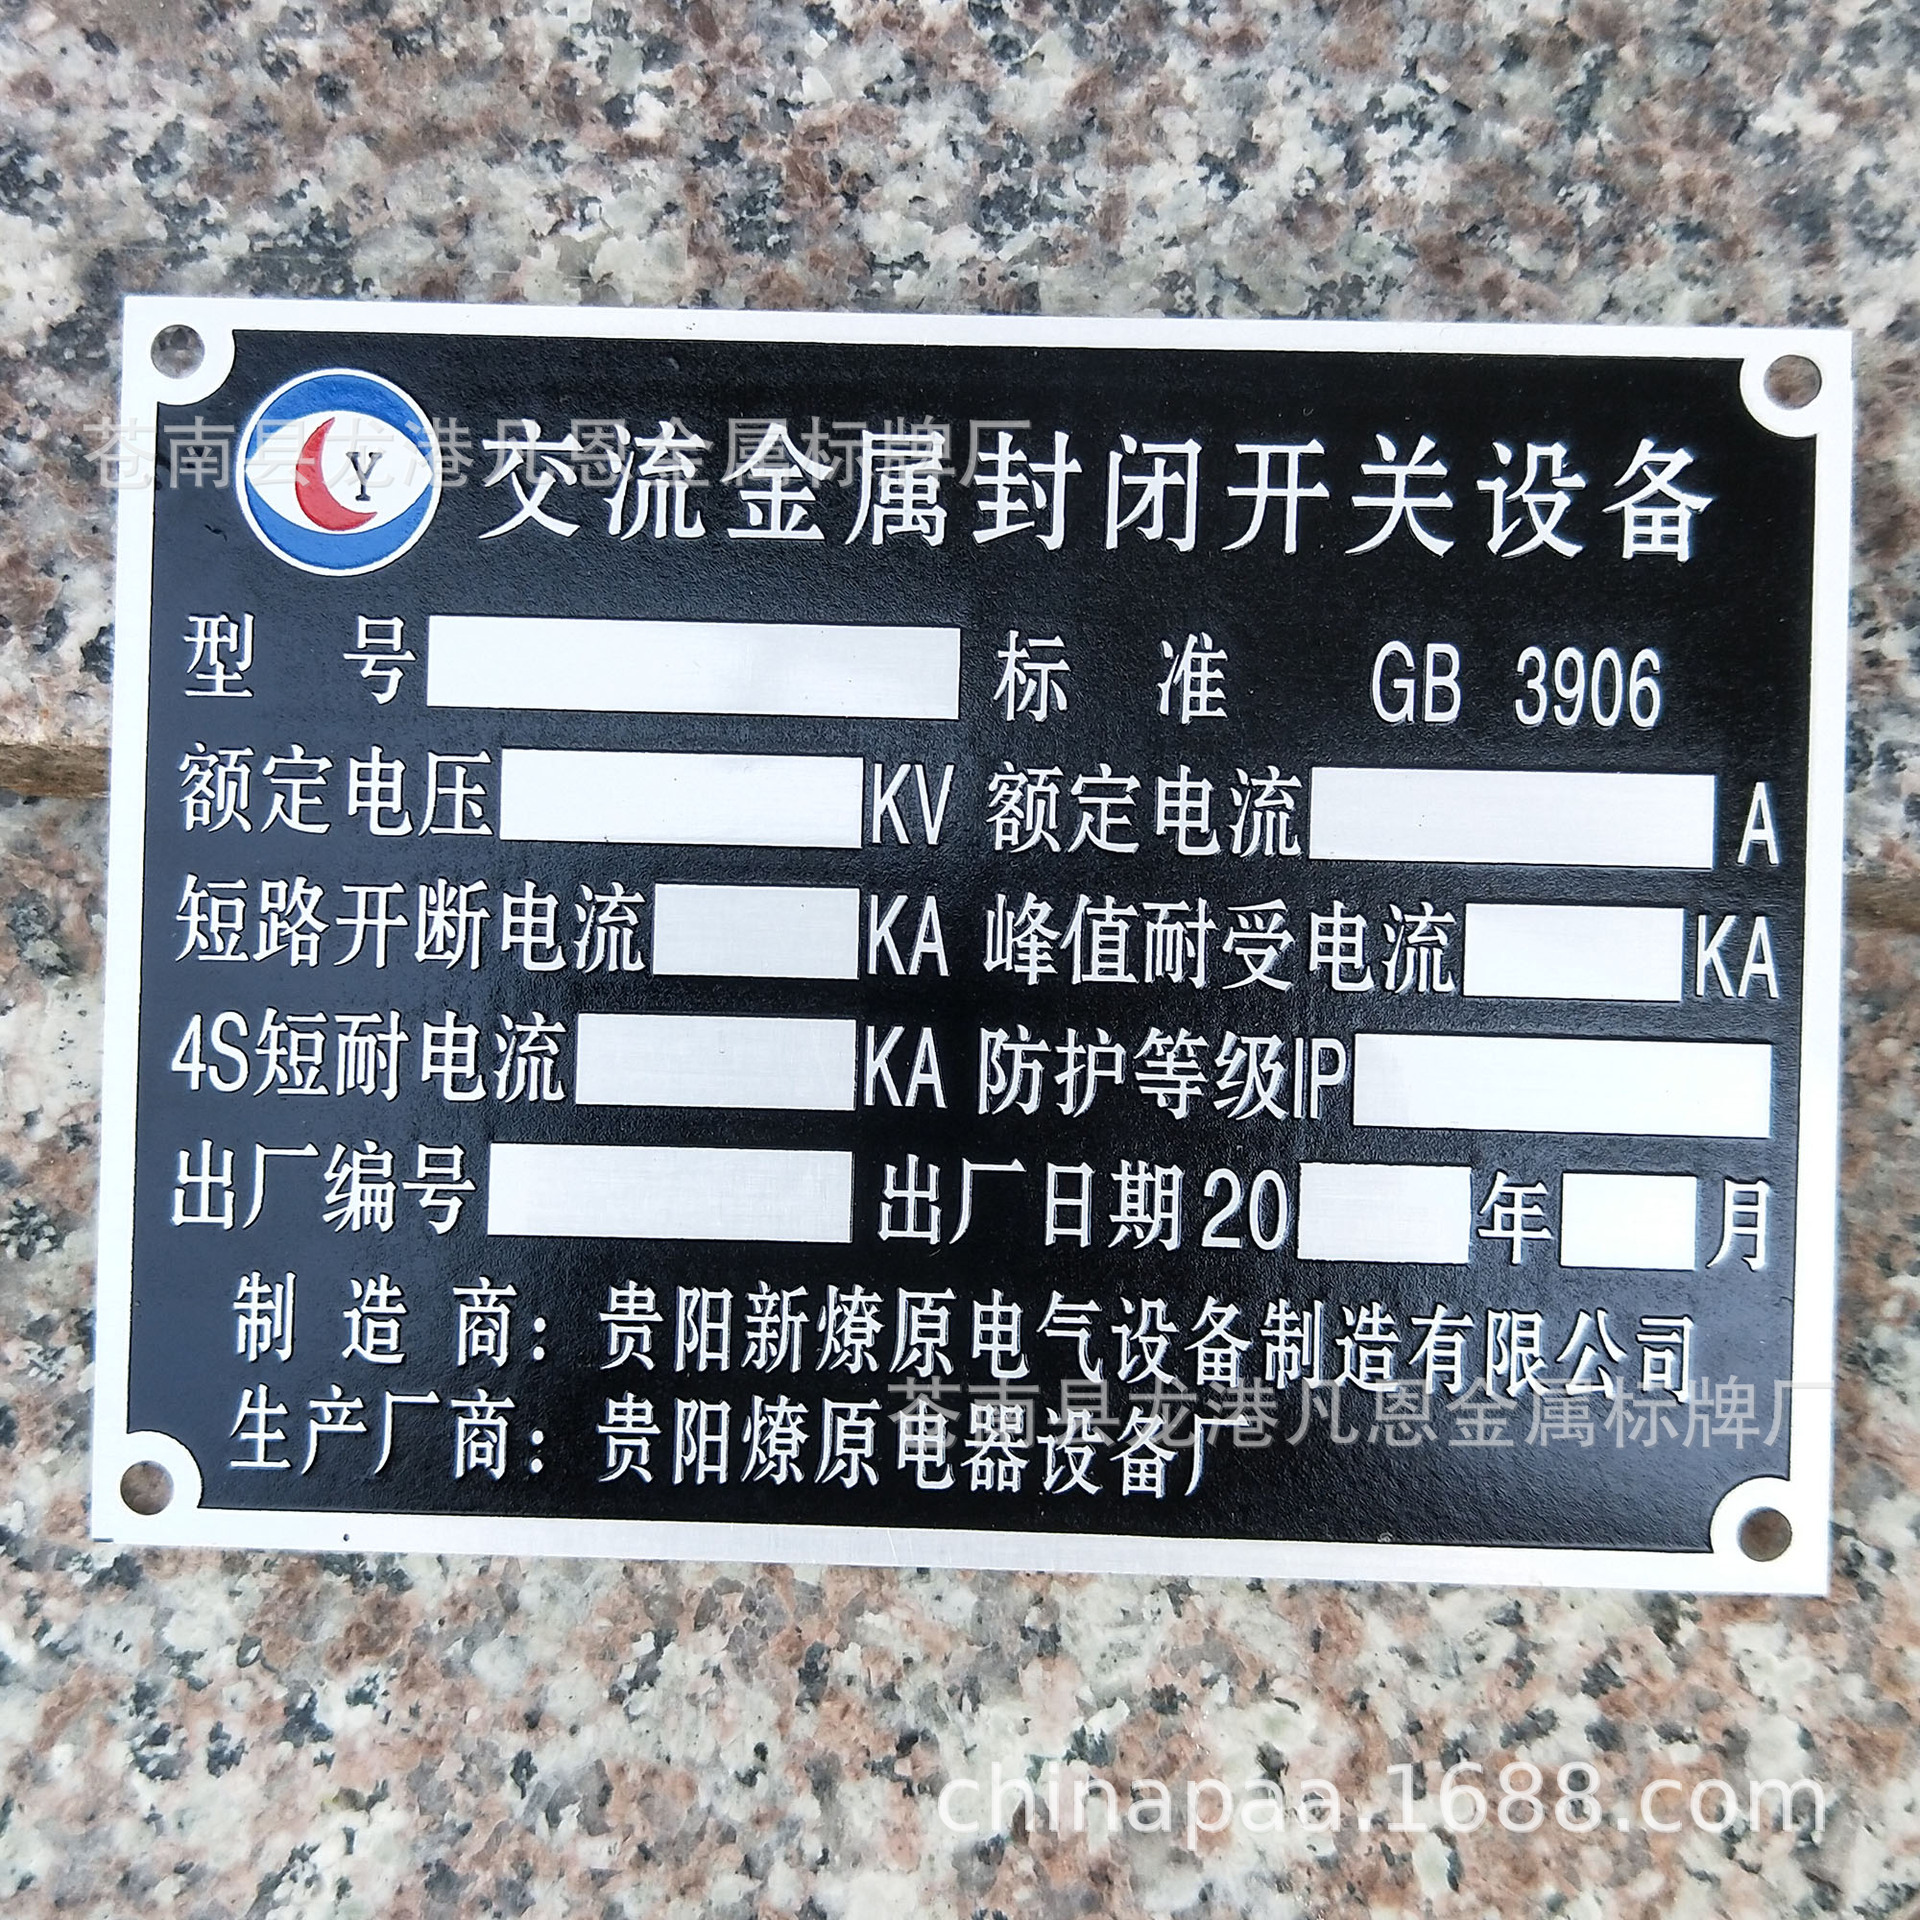 苍南县龙港凡恩金属标牌厂
Y 交流金属封闭开关设备
型 号 标 准 GB 3906
额定电压 KV 额定电流 A
短路开断电流 KA 峰值耐受电流 KA
4S短耐电流 KA 防护等级IP
出厂编号 出厂日期20 年 月
制 造 商：贵阳新燎原电气设备制造有限公司
苍南县龙港凡恩金属标牌厂
生产厂商：贵阳燎原电器设备厂
chinapaa.1688.com